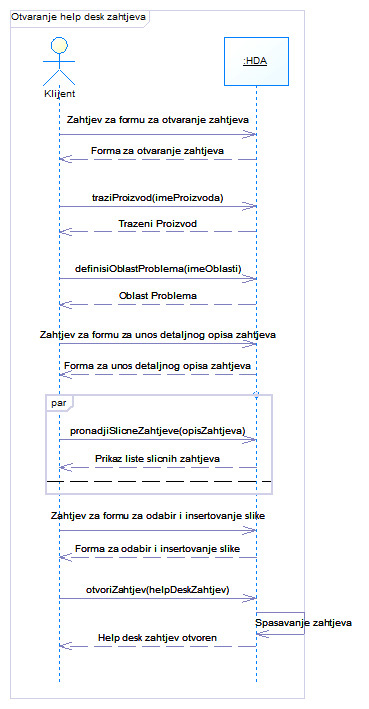 Otvaranje help desk zahtjeva
:HDA
Klijent
Zahtjev za formu za otvaranje zahtjeva
Forma za otvaranje zahtjeva
traziProizvod(imeProizvoda)
Trazeni Proizvod
definisiOblastProblema(imeOblasti)
Oblast Problema
Zahtjev za formu za unos detaljnog opisa zahtjeva
Forma za unos detaljnog opisa zahtjeva
par
pronadjiSlicneZahtjeve(opisZahtjeva)
Prikaz liste slicnih zahtjeva
Zahtjev za formu za odabir i insertovanje slike
Forma za odabir i insertovanje slike
otvoriZahtjev(helpDeskZahtjev)
Spasavanje zahtjeva
Help desk zahtjev otvoren